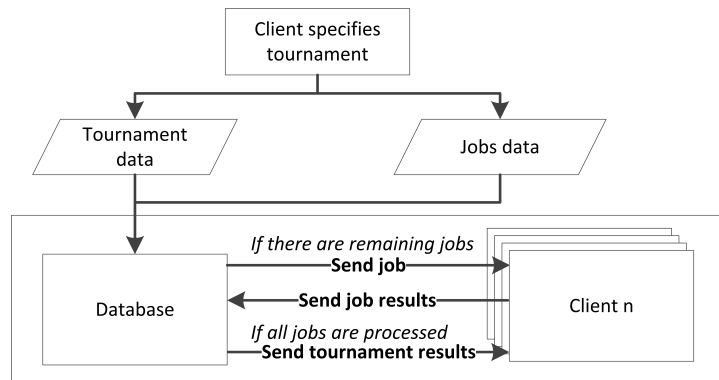 Client specifies
tournament
Tournament
data
Jobs data
If there are remaining jobs
Send job
Database
Send job results
Client n
If all jobs are processed
Send tournament results